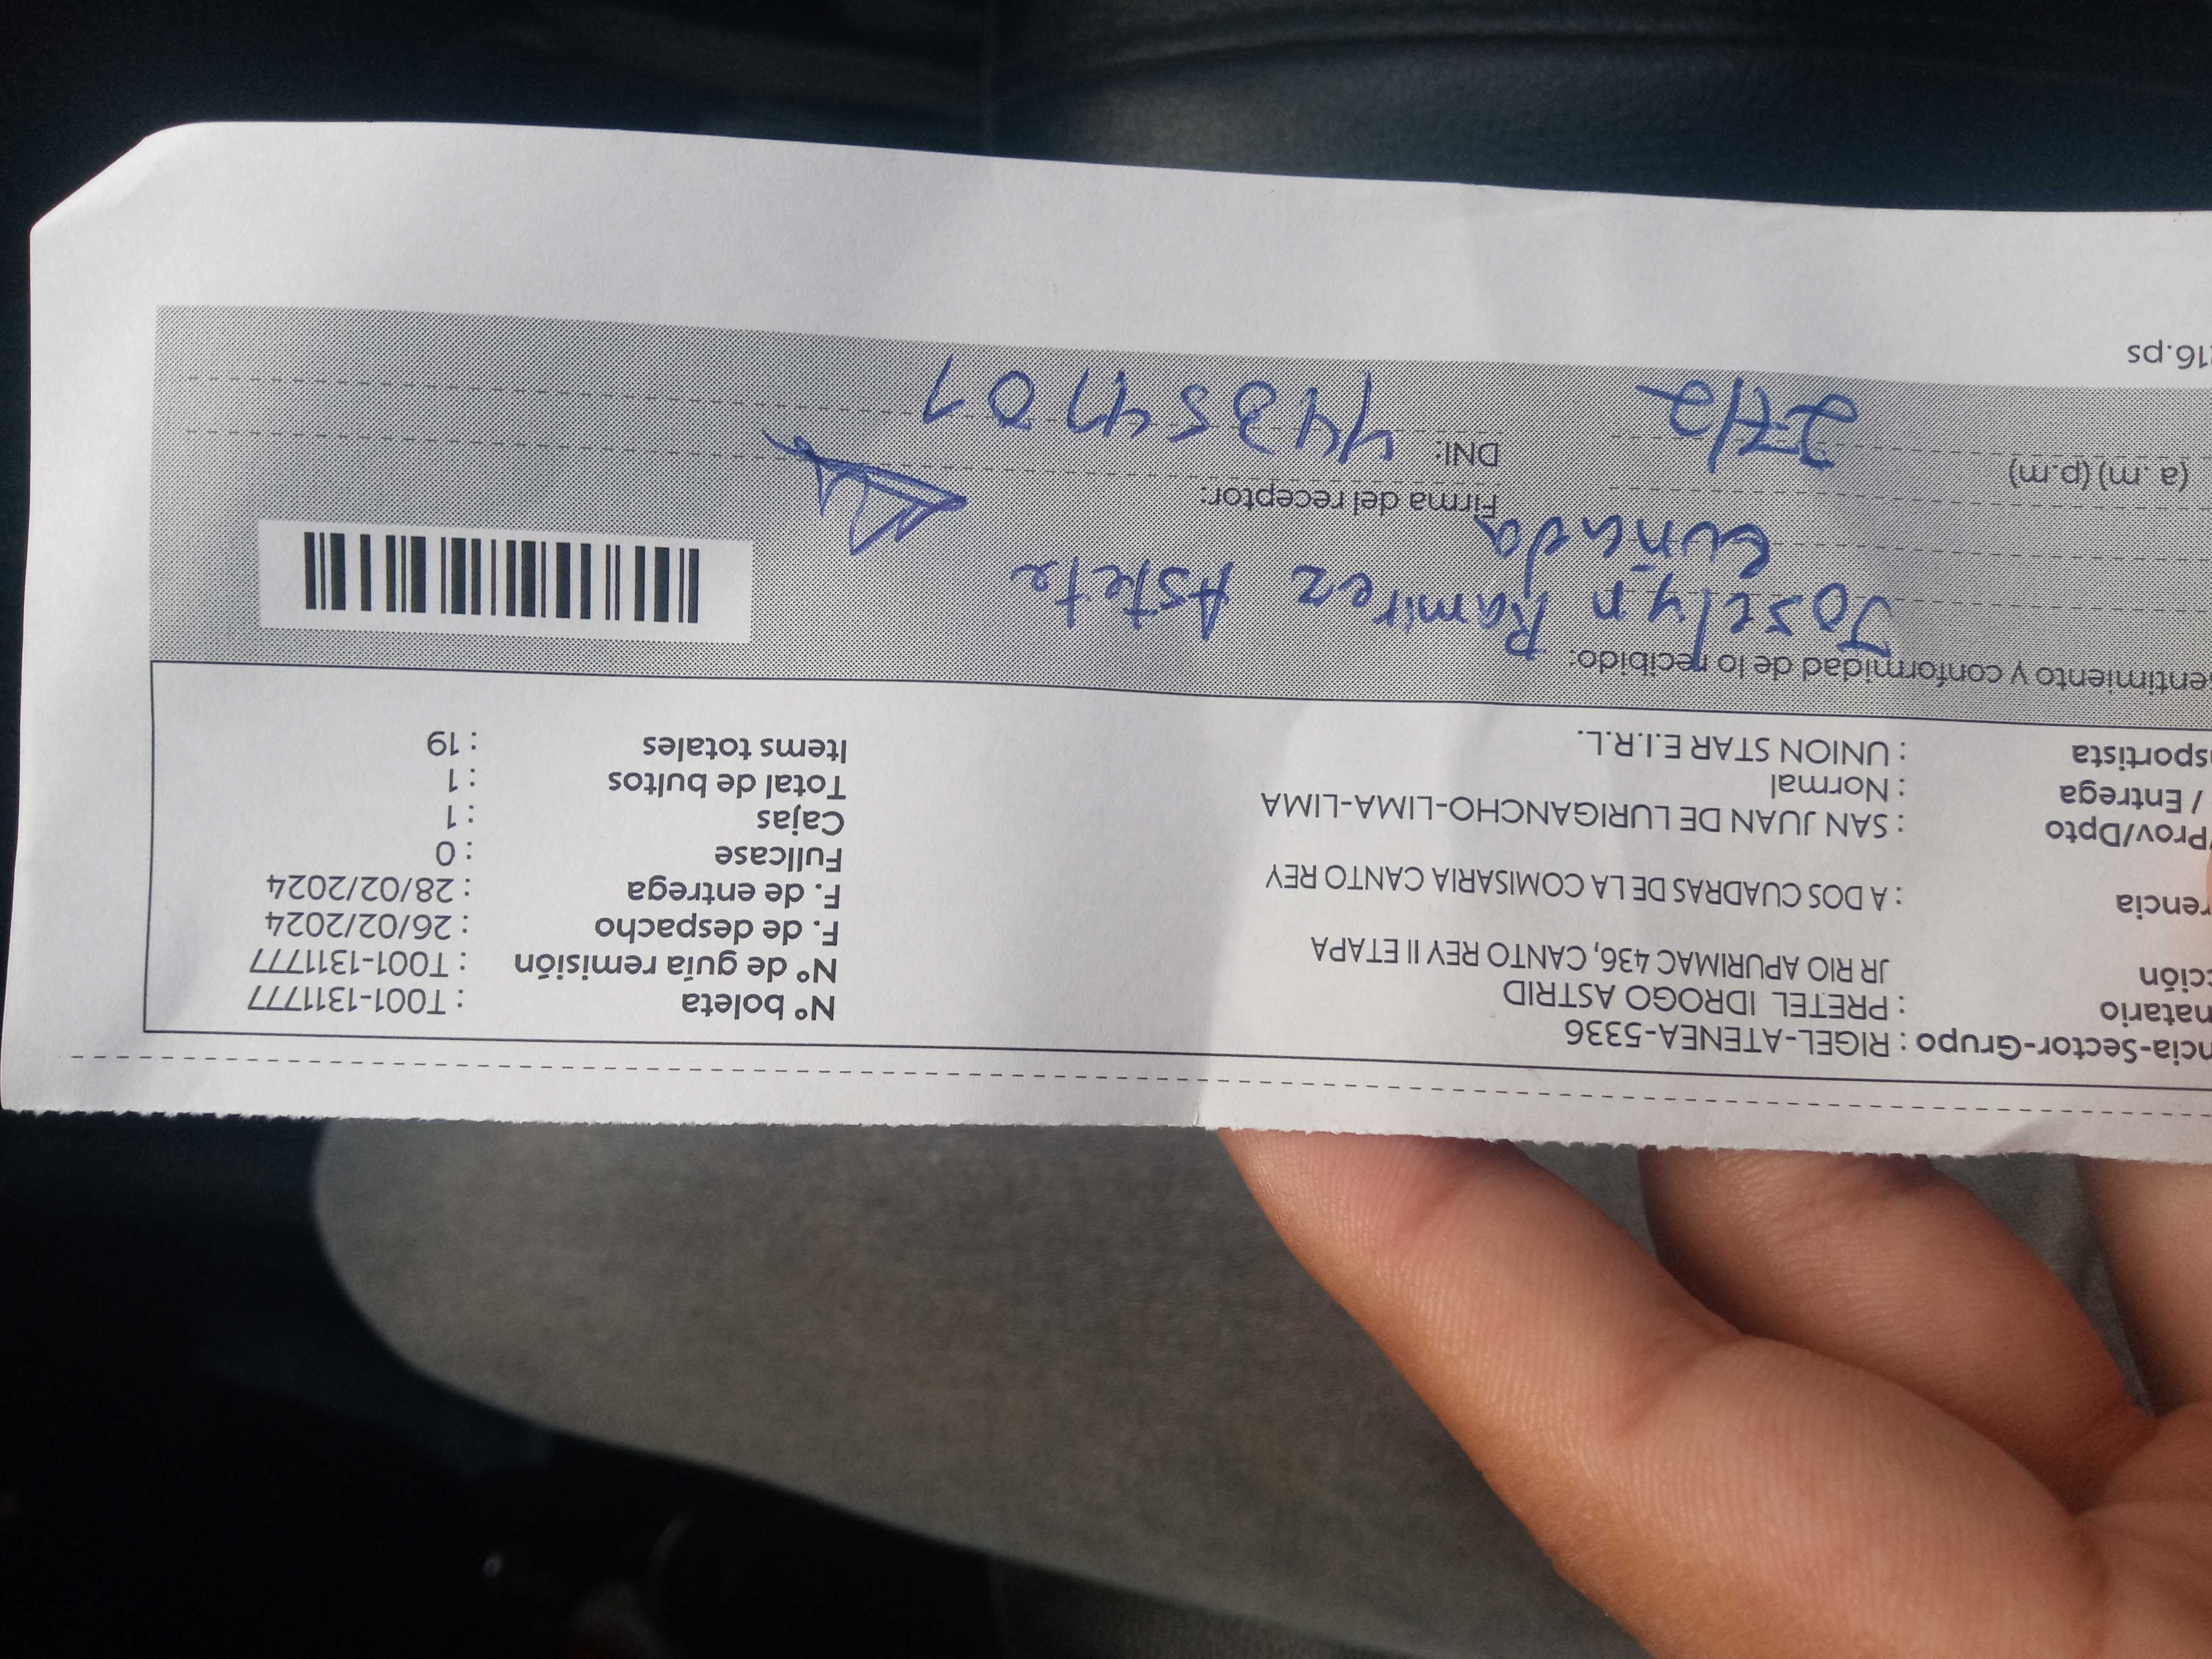 ncia-Sector-Grupo : RIGEL-ATENEA-5336
natario : PRETEL IDROGO ASTRID
cción JR RIO APURIMAC 436, CANTO REY II ETAPA
rencia : A DOS CUADRAS DE LA COMISARIA CANTO REY
/Prov/Dpto : SAN JUAN DE LURIGANCHO-LIMA-LIMA
/ Entrega : Normal
sportista : UNION STAR E.I.R.L.
N° boleta : T001-1311777
N° de guía remisión : T001-1311777
F. de despacho : 26/02/2024
F. de entrega : 28/02/2024
Fullcase : 0
Cajas : 1
Total de bultos : 1
Items totales : 19
entimiento y conformidad de lo recibido:
Joselyn Ramirez Astete
Cuñada
Firma del receptor:
(a .m) (p.m)
27/2
DNI: 44354701
16.ps